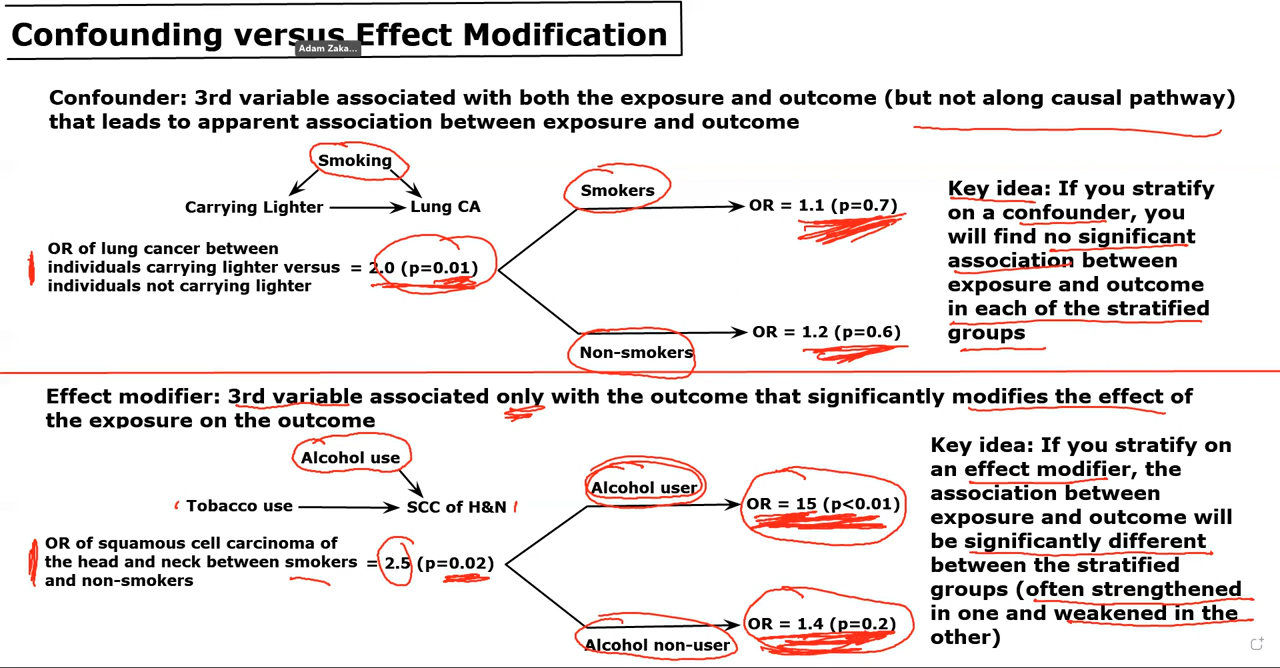 Confounding versus Effect Modification
Adam Zaka...
Confounder: 3rd variable associated with both the exposure and outcome (but not along causal pathway)
that leads to apparent association between exposure and outcome
Smoking
Carrying Lighter
Lung CA
OR of lung cancer between
individuals carrying lighter versus = 2.0 (p=0.01)
individuals not carrying lighter
Smokers
OR = 1.1 (p=0.7)
Non-smokers
OR = 1.2 (p=0.6)
Key idea: If you stratify
on a confounder, you
will find no significant
association between
exposure and outcome
in each of the stratified
groups
Effect modifier: 3rd variable associated only with the outcome that significantly modifies the effect of
the exposure on the outcome
Alcohol use
Tobacco use
SCC of H&N
OR of squamous cell carcinoma of
the head and neck between smokers = 2.5 (p=0.02)
and non-smokers
Alcohol user
OR = 15 (p<0.01)
Alcohol non-user
OR = 1.4 (p=0.2)
Key idea: If you stratify on
an effect modifier, the
association between
exposure and outcome will
be significantly different
between the stratified
groups (often strengthened
in one and weakened in the
other)